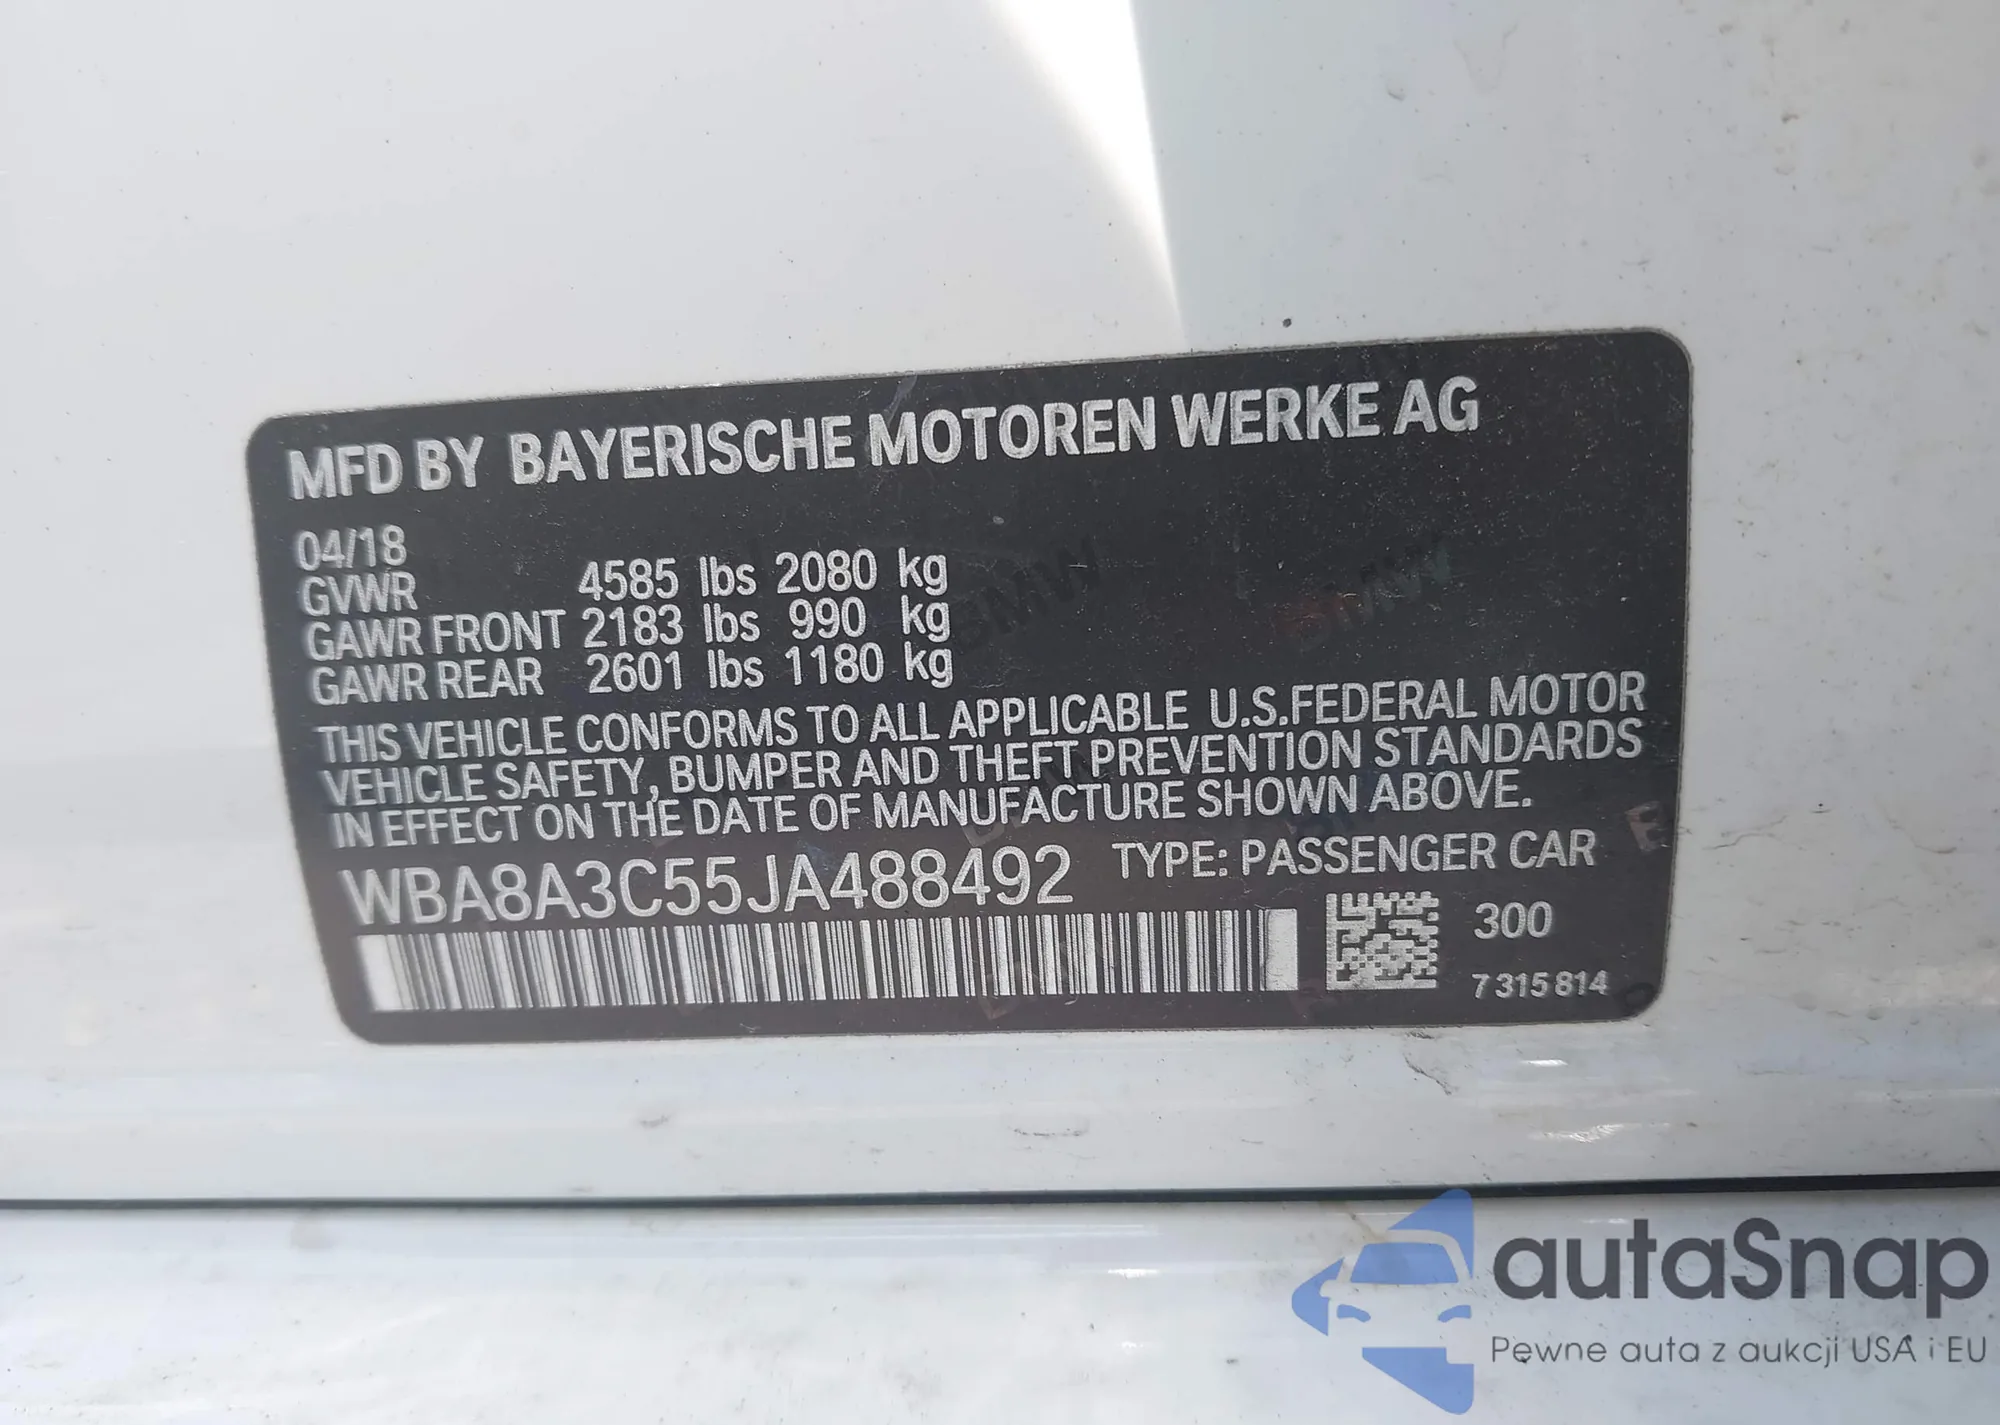 MFD BY BAYERISCHE MOTOREN WERKE AG
04/18
GVWR 4585 lbs 2080 kg
GAWR FRONT 2183 lbs 990 kg
GAWR REAR 2601 lbs 1180 kg
THIS VEHICLE CONFORMS TO ALL APPLICABLE U.S.FEDERAL MOTOR
VEHICLE SAFETY, BUMPER AND THEFT PREVENTION STANDARDS
IN EFFECT ON THE DATE OF MANUFACTURE SHOWN ABOVE.
WBA8A3C55JA488492 TYPE: PASSENGER CAR
300
7315814
autaSnap
Pewne auta z aukcji USA i EU